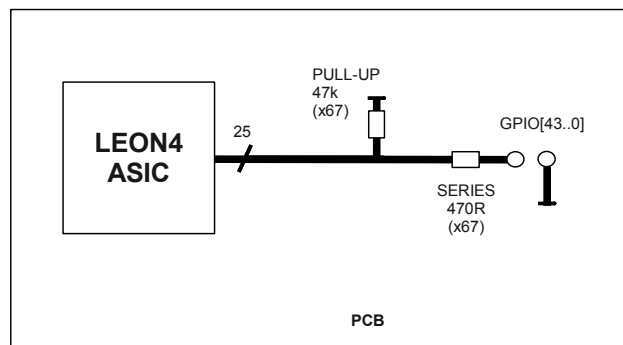 PULL-UP
47k
(x67)
GPIO[43..0]
25
LEON4
ASIC
SERIES
470R
(x67)
PCB